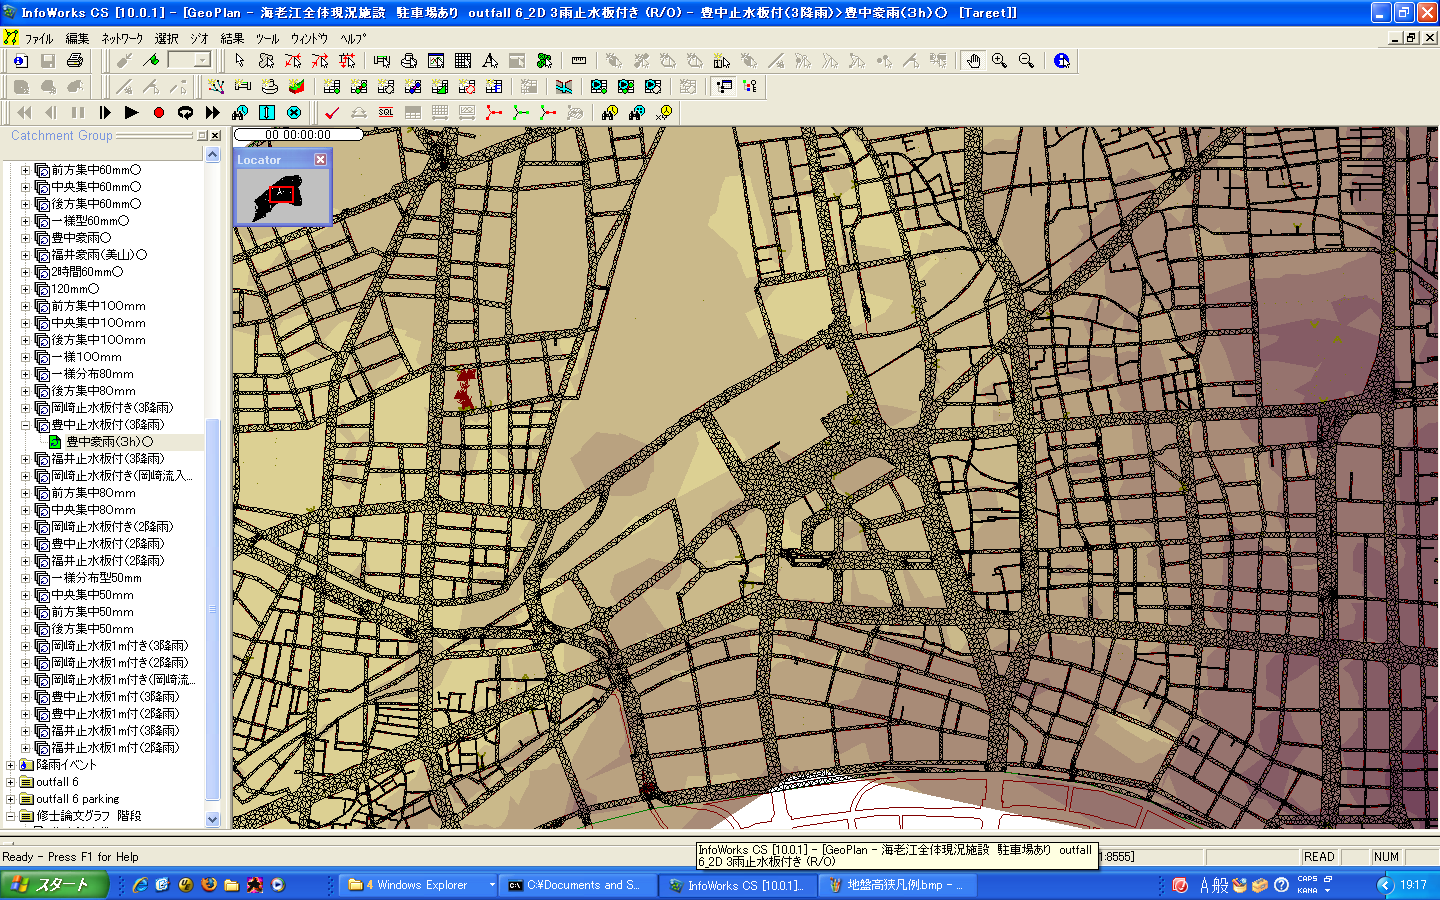 InfoWorks CS [10.0.1] - [GeoPlan - 海老江全体現況施設　駐車場あり　outfall 6_2D 3雨止水板付き (R/O) - 豊中止水板付(3降雨)>豊中豪雨(3h)〇　[Target]]
ファイル　編集　ネットワーク　選択　ジオ　結果　ツール　ウィンドウ　ヘルプ
SQL
Catchment Group
00 00:00:00
Locator
前方集中60mm〇
中央集中60mm〇
後方集中60mm〇
一様型60mm〇
豊中豪雨〇
福井豪雨(美山)〇
2時間60mm〇
120mm〇
前方集中100mm
中央集中100mm
後方集中100mm
一様100mm
一様分布80mm
後方集中80mm
岡崎止水板付き(3降雨)
豊中止水板付(3降雨)
豊中豪雨(3h)〇
福井止水板付(3降雨)
岡崎止水板付き(岡崎流入...
前方集中80mm
中央集中80mm
岡崎止水板付き(2降雨)
豊中止水板付(2降雨)
福井止水板付(2降雨)
一様分布型50mm
中央集中50mm
前方集中50mm
後方集中50mm
岡崎止水板1m付き(3降雨)
岡崎止水板1m付き(2降雨)
岡崎止水板1m付き(岡崎流...
豊中止水板1m付(3降雨)
豊中止水板1m付(2降雨)
福井止水板1m付(3降雨)
福井止水板1m付(2降雨)
降雨イベント
outfall 6
outfall 6 parking
修士論文グラフ 階段
InfoWorks CS [10.0.1] - [GeoPlan - 海老江全体現況施設　駐車場あり　outfall
6_2D 3雨止水板付き (R/O)
Ready - Press F1 for Help
1:8555]
READ
NUM
スタート
4 Windows Explorer
C:¥Documents and S...
InfoWorks CS [10.0.1]...
地盤高狭凡例.bmp - ...
A 般
CAPS
KANA
19:17